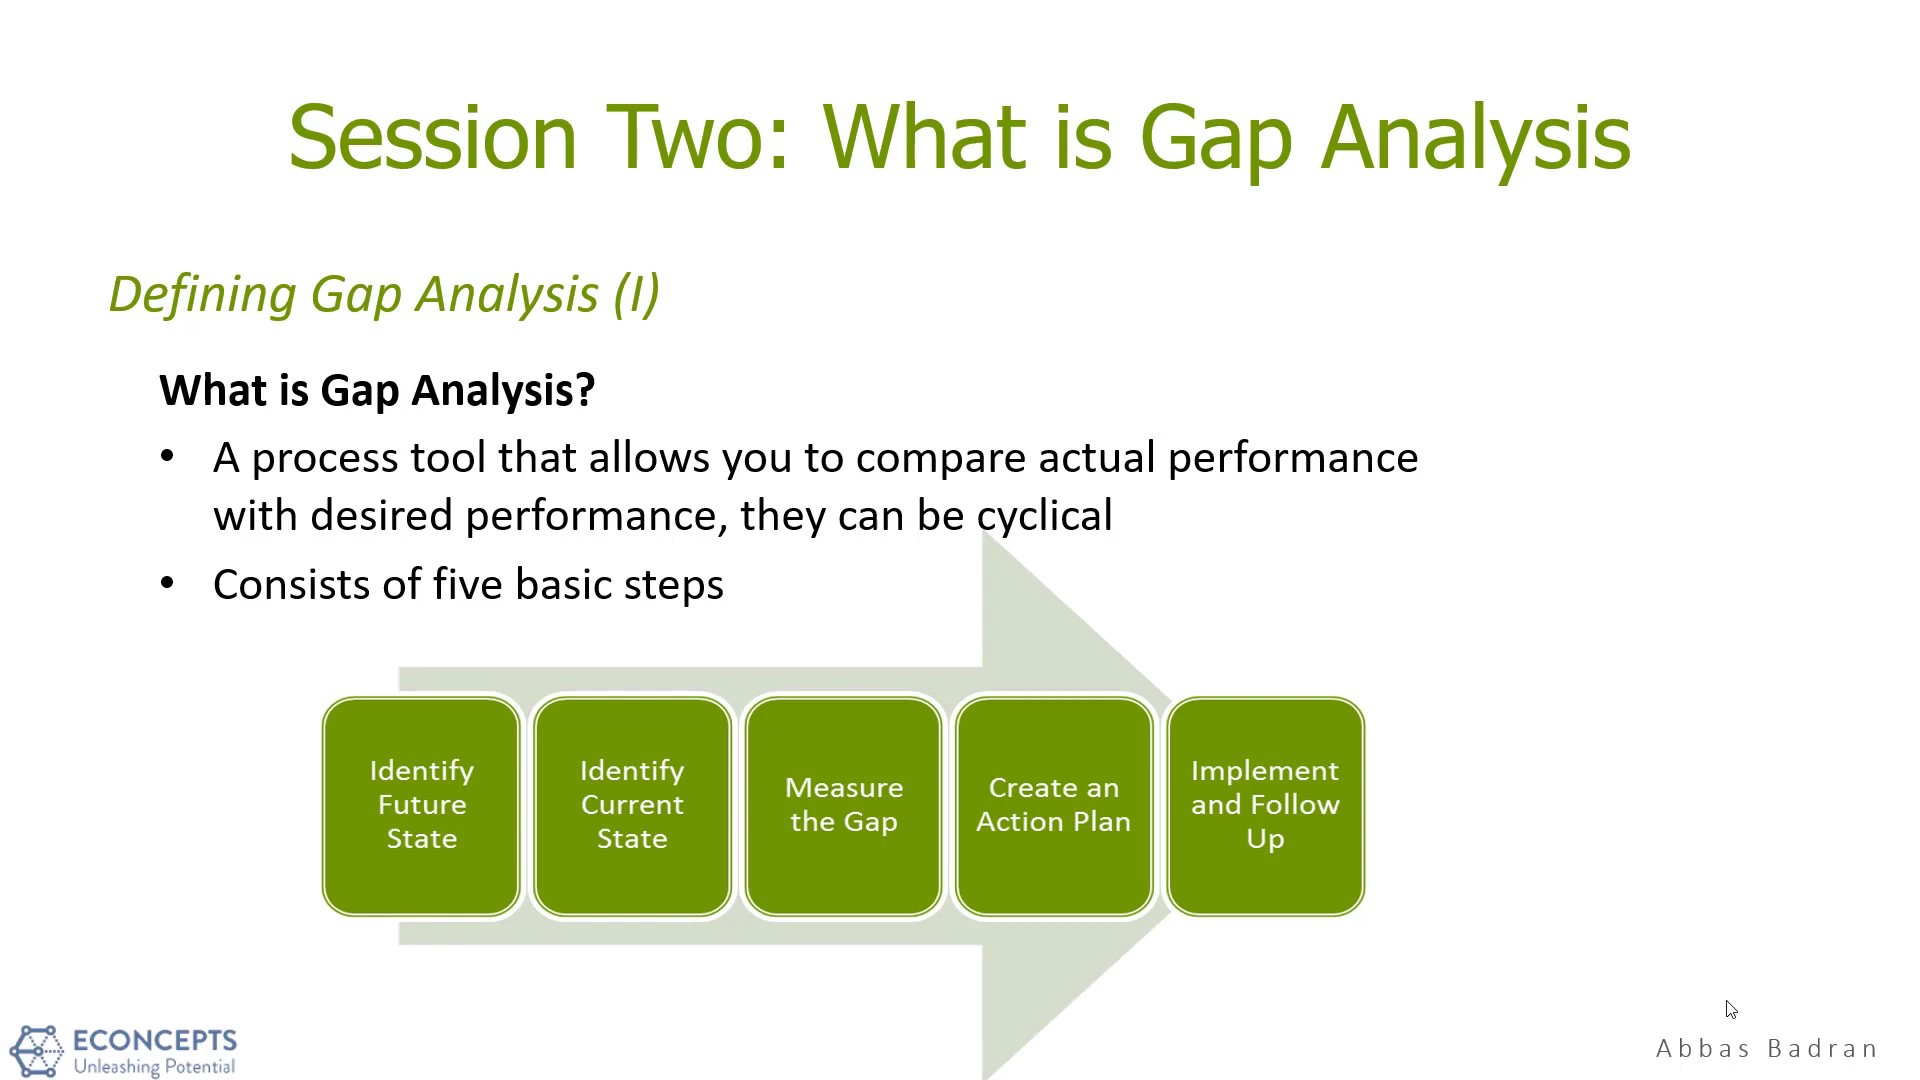 Session Two: What is Gap Analysis
Defining Gap Analysis (I)
What is Gap Analysis?
• A process tool that allows you to compare actual performance
with desired performance, they can be cyclical
• Consists of five basic steps
Identify
Future
State
Identify
Current
State
Measure
the Gap
Create an
Action Plan
Implement
and Follow
Up
ECONCEPTS
Unleashing Potential
Abbas Badran